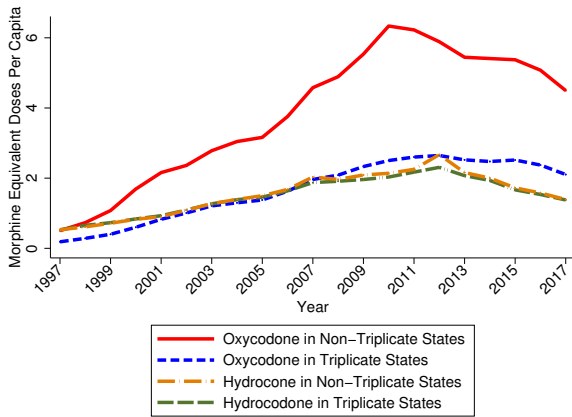 Morphine Equivalent Doses Per Capita
6
4
2
0
1997
1999
2001
2003
2005
2007
2009
2011
2013
2015
2017
Year
Oxycodone in Non−Triplicate States
Oxycodone in Triplicate States
Hydrocone in Non−Triplicate States
Hydrocodone in Triplicate States